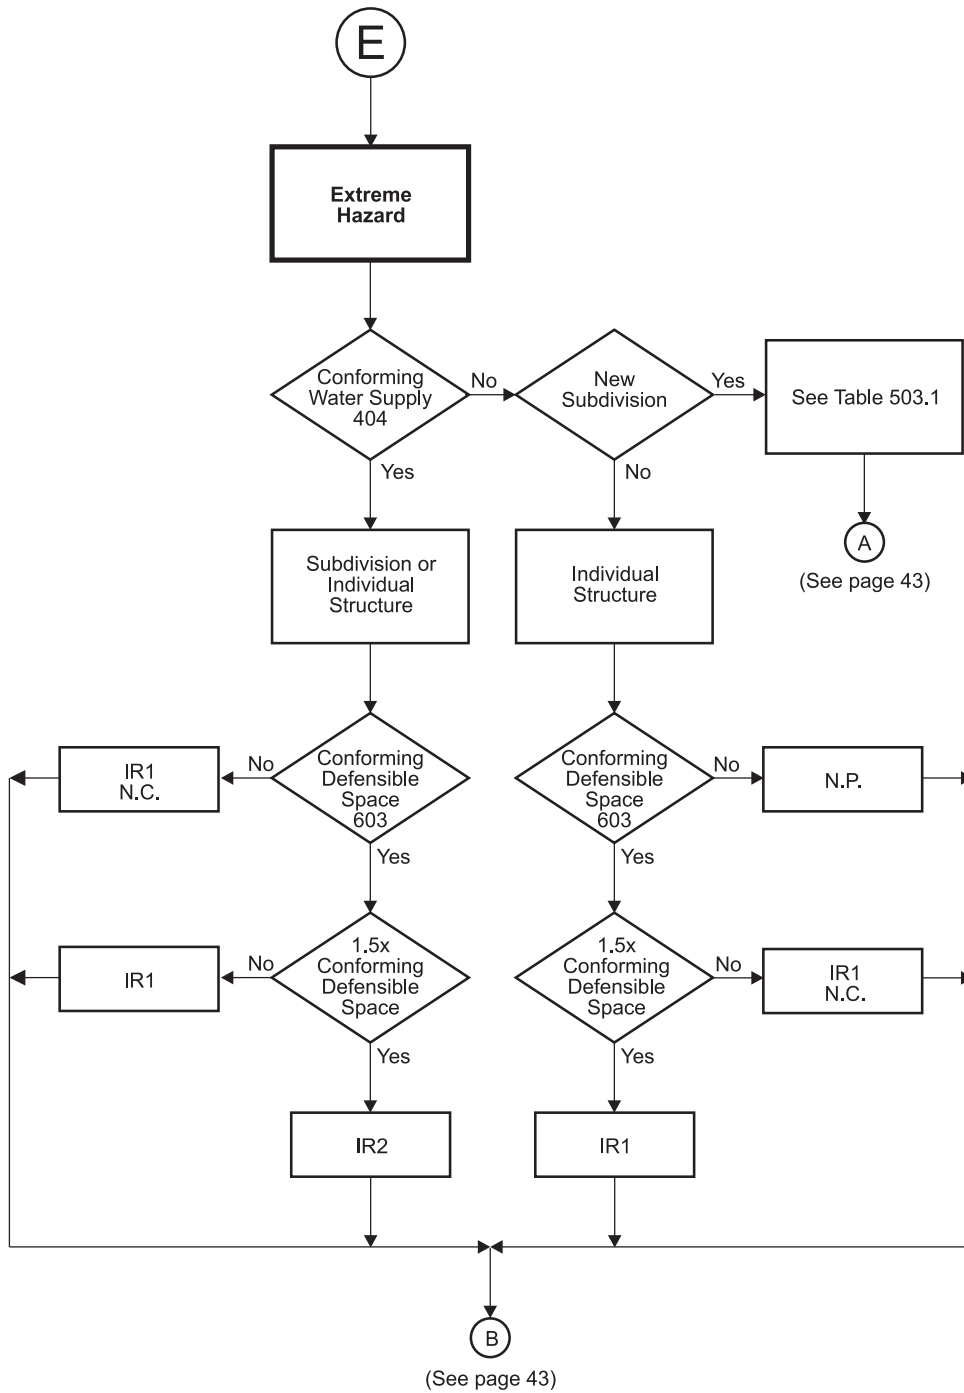 E
Extreme
Hazard
Conforming
Water Supply
404
No
New
Subdivision
Yes
See Table 503.1
Yes
No
A
(See page 43)
Subdivision or
Individual
Structure
Individual
Structure
IR1
N.C.
No
Conforming
Defensible
Space
603
Conforming
Defensible
Space
603
No
N.P.
Yes
Yes
IR1
No
1.5x
Conforming
Defensible
Space
1.5x
Conforming
Defensible
Space
No
IR1
N.C.
Yes
Yes
IR2
IR1
B
(See page 43)